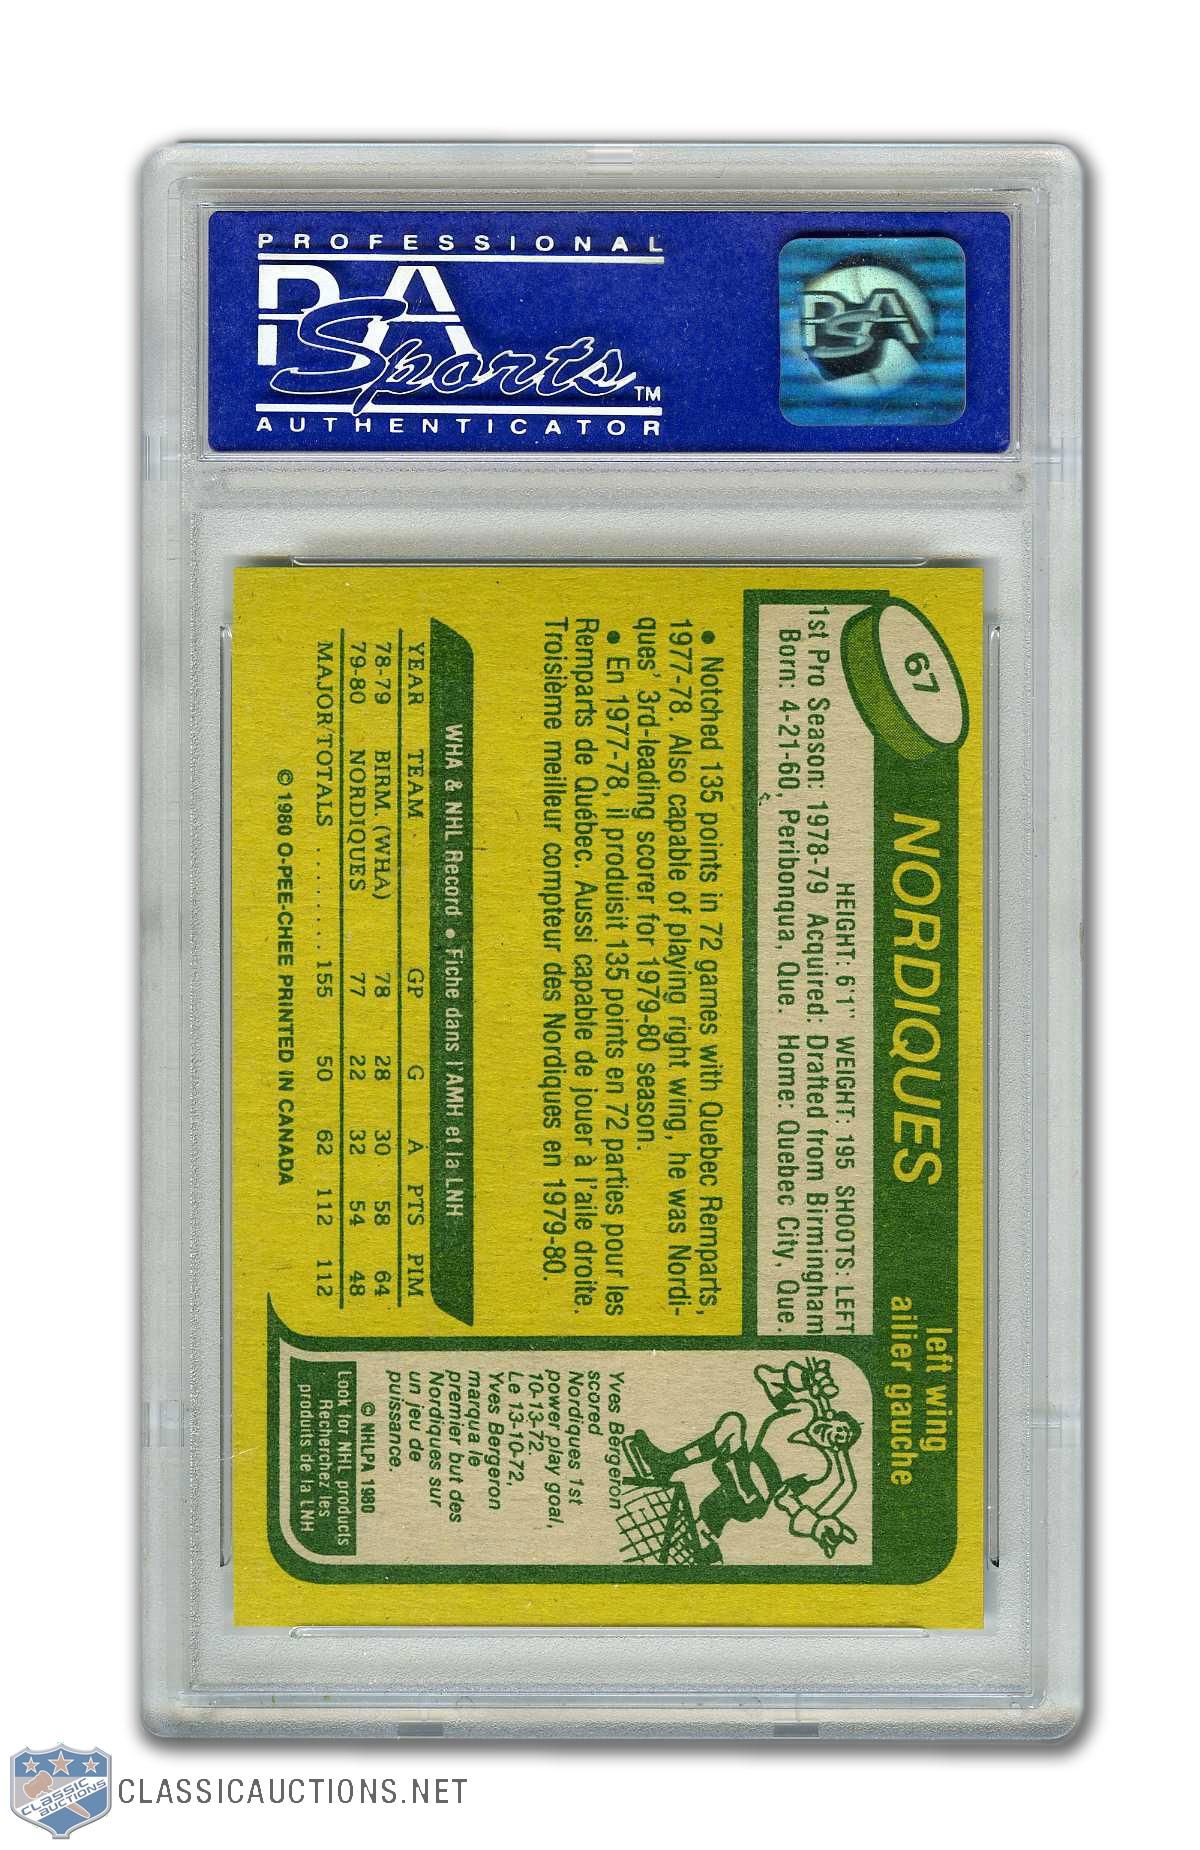 PROFESSIONAL
PSA
Sports™
AUTHENTICATOR
PSA
67
NORDIQUES
left wing
ailier gauche
HEIGHT: 6'1" WEIGHT: 195 SHOOTS: LEFT
1st Pro Season: 1978-79 Acquired: Drafted from Birmingham
Born: 4-21-60, Peribonqua, Que. Home: Quebec City, Que.
• Notched 135 points in 72 games with Quebec Remparts,
1977-78. Also capable of playing right wing, he was Nordi-
ques' 3rd-leading scorer for 1979-80 season.
• En 1977-78, il produisit 135 points en 72 parties pour les
Remparts de Québec. Aussi capable de jouer à l'aile droite.
Troisième meilleur compteur des Nordiques en 1979-80.
WHA & NHL Record • Fiche dans l'AMH et la LNH
YEAR TEAM GP G A PTS PIM
78-79 BIRM. (WHA) 78 28 30 58 64
79-80 NORDIQUES 77 22 32 54 48
MAJOR/TOTALS ........ 155 50 62 112 112
© 1980 O-PEE-CHEE PRINTED IN CANADA
Yves Bergeron
scored
Nordiques 1st
power play goal,
10-13-72.
Le 13-10-72,
Yves Bergeron
marqua le
premier but des
Nordiques sur
un jeu de
puissance.
© NHLPA 1980
Look for NHL products
Recherchez les
produits de la LNH
CLASSIC
AUCTIONS
CLASSICAUCTIONS.NET